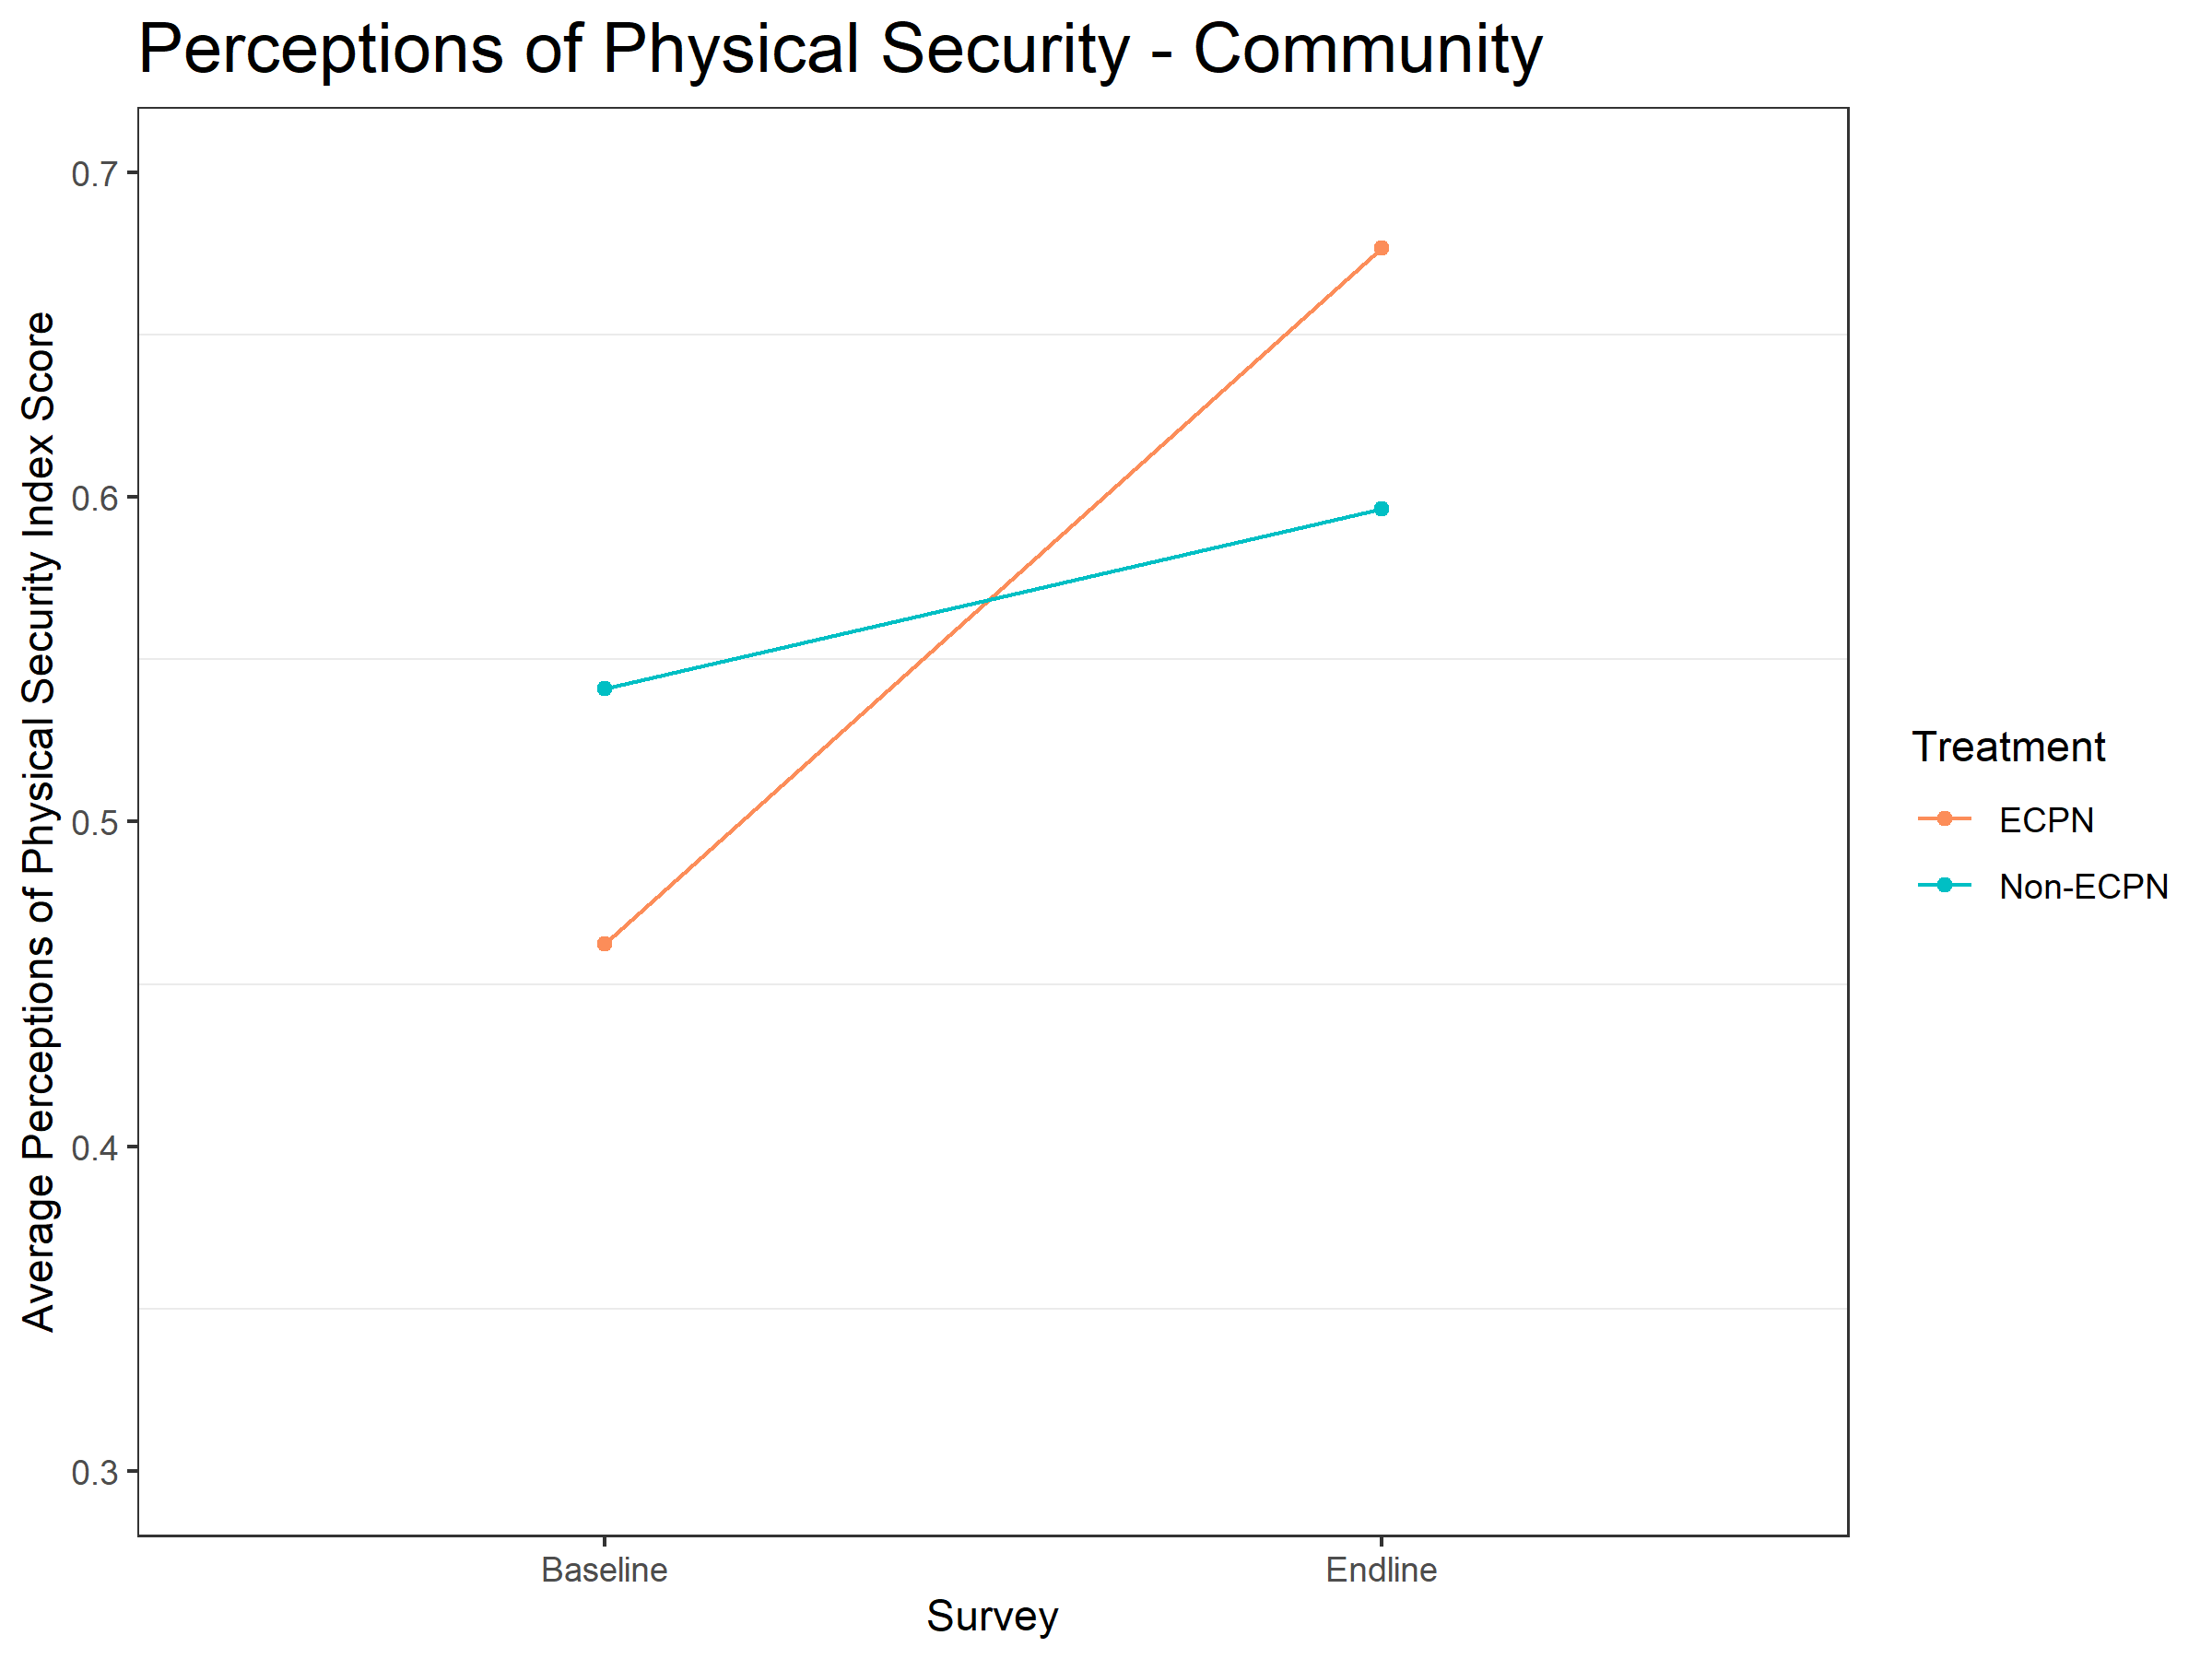 Perceptions of Physical Security - Community
Average Perceptions of Physical Security Index Score
0.7
0.6
0.5
0.4
0.3
Baseline
Endline
Survey
Treatment
ECPN
Non-ECPN